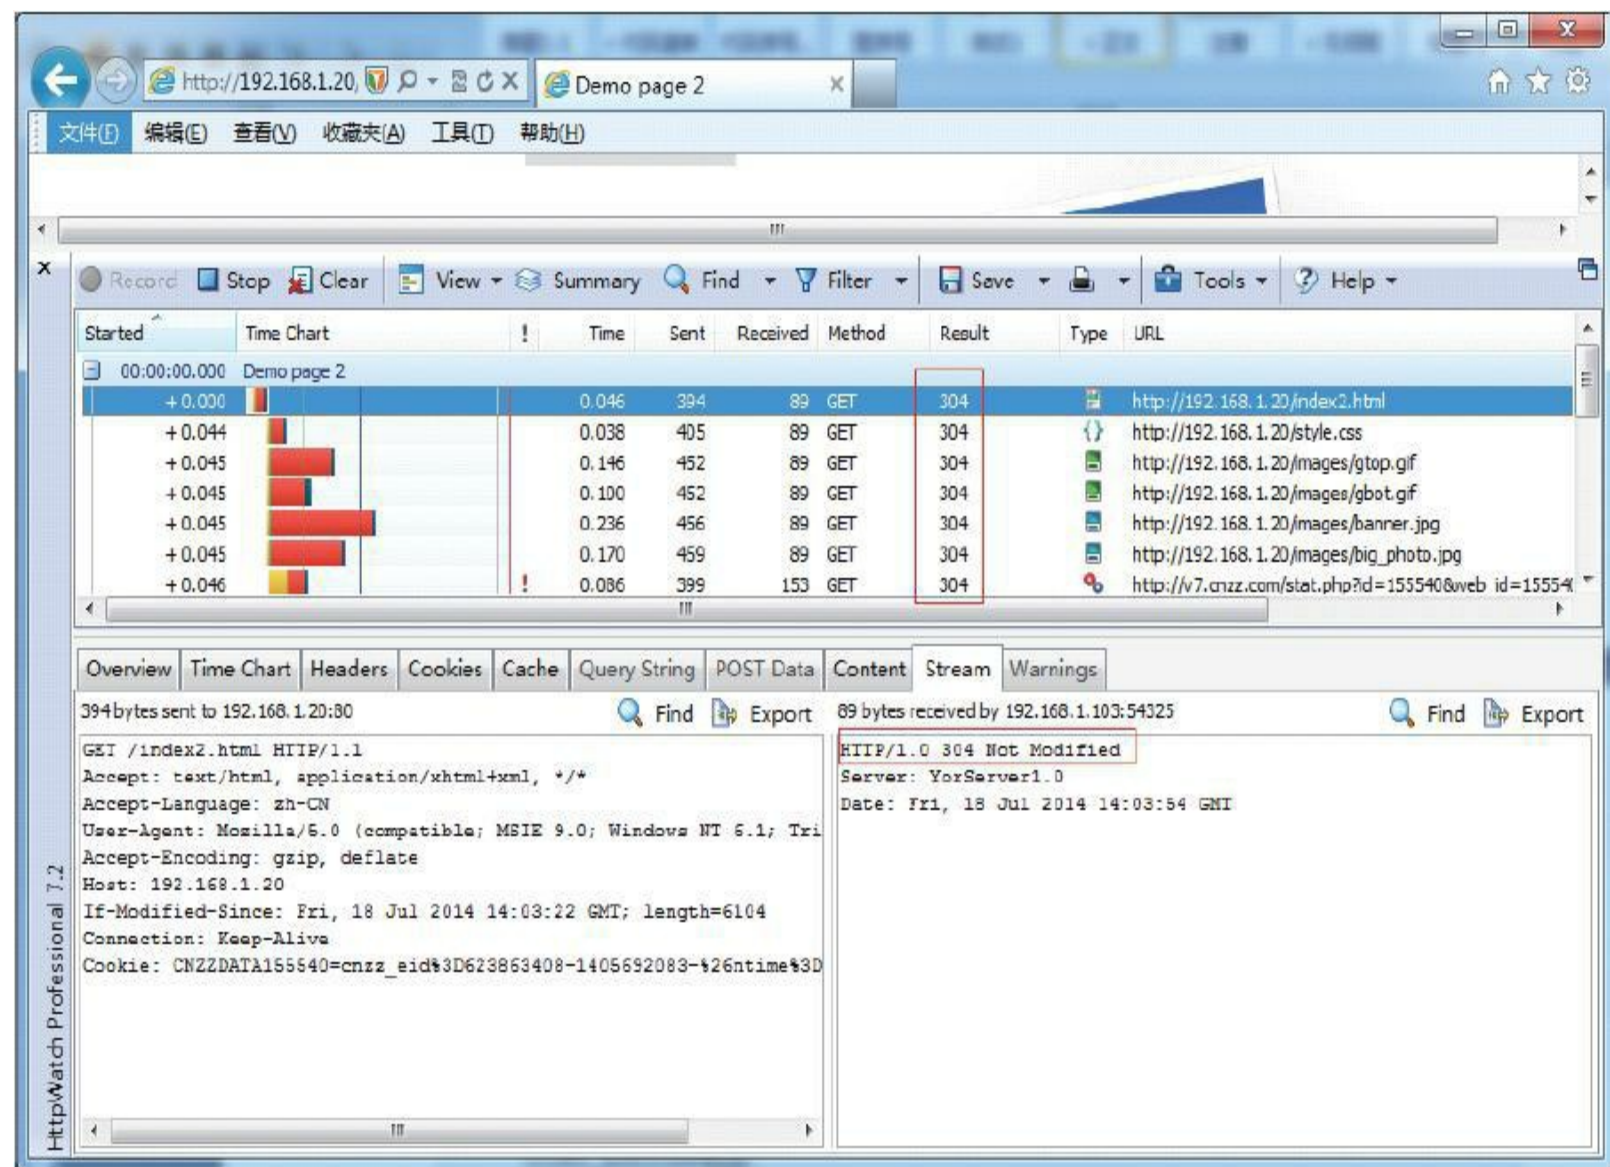 http://192.168.1.20, Demo page 2
文件(F) 编辑(E) 查看(V) 收藏夹(A) 工具(T) 帮助(H)
x Record Stop Clear View Summary Find Filter Save Tools Help
Started Time Chart ! Time Sent Received Method Result Type URL
00:00:00.000 Demo page 2
+0.000 0.046 394 89 GET 304 http://192.168.1.20/index2.html
+0.044 0.038 405 89 GET 304 http://192.168.1.20/style.css
+0.045 0.146 452 89 GET 304 http://192.168.1.20/images/gtop.gif
+0.045 0.100 452 89 GET 304 http://192.168.1.20/images/gbot.gif
+0.045 0.236 456 89 GET 304 http://192.168.1.20/images/banner.jpg
+0.045 0.170 459 89 GET 304 http://192.168.1.20/images/big_photo.jpg
+0.046 ! 0.086 399 153 GET 304 http://v7.cnzz.com/stat.php?id=155540&web_id=15554
Overview Time Chart Headers Cookies Cache Query String POST Data Content Stream Warnings
394 bytes sent to 192.168.1.20:80 Find Export
GET /index2.html HTTP/1.1
Accept: text/html, application/xhtml+xml, */*
Accept-Language: zh-CN
User-Agent: Mozilla/5.0 (compatible; MSIE 9.0; Windows NT 6.1; Tri
Accept-Encoding: gzip, deflate
Host: 192.168.1.20
If-Modified-Since: Fri, 18 Jul 2014 14:03:22 GMT; length=6104
Connection: Keep-Alive
Cookie: CNZZDATA155540=cnzz_eid%3D623863408-1405692083-%26ntime%3D
89 bytes received by 192.168.1.103:54325 Find Export
HTTP/1.0 304 Not Modified
Server: YorServer1.0
Date: Fri, 18 Jul 2014 14:03:54 GMT
HttpWatch Professional 7.2